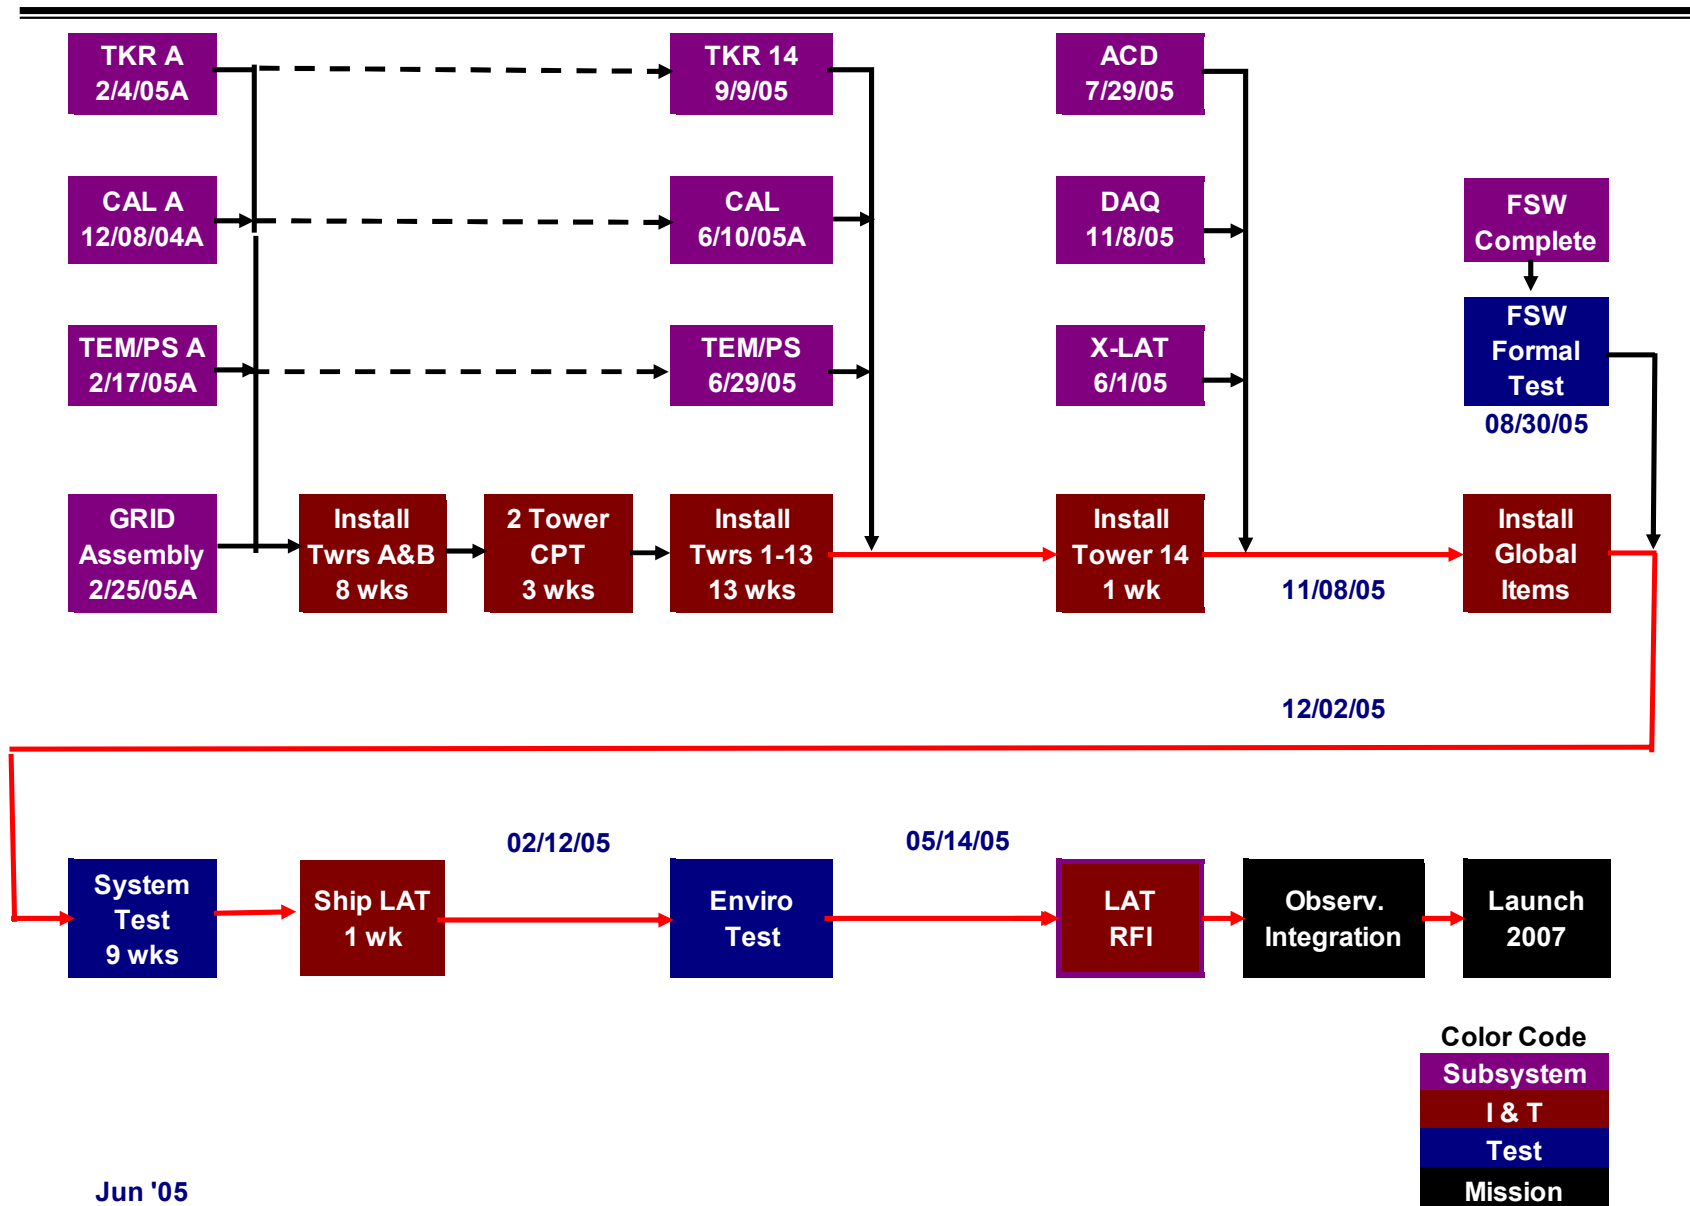 TKR A
2/4/05A
TKR 14
9/9/05
ACD
7/29/05
CAL A
12/08/04A
CAL
6/10/05A
DAQ
11/8/05
FSW
Complete
TEM/PS A
2/17/05A
TEM/PS
6/29/05
X-LAT
6/1/05
FSW
Formal
Test
08/30/05
GRID
Assembly
2/25/05A
Install
Twrs A&B
8 wks
2 Tower
CPT
3 wks
Install
Twrs 1-13
13 wks
Install
Tower 14
1 wk
11/08/05
Install
Global
Items
12/02/05
02/12/05
05/14/05
System
Test
9 wks
Ship LAT
1 wk
Enviro
Test
LAT
RFI
Observ.
Integration
Launch
2007
Color Code
Subsystem
I & T
Test
Mission
Jun '05